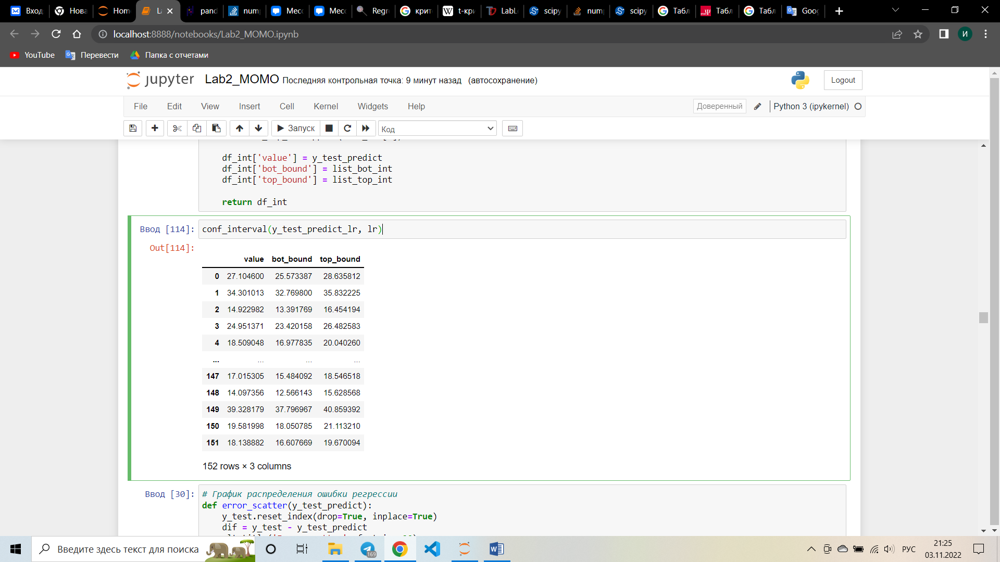 Вход Нова Hom La pand num Месс Месс Regr крит t-кри LabL scipy num scipy Табл Табл Табл Goog
localhost:8888/notebooks/Lab2_MOMO.ipynb И
YouTube Перевести Папка с отчетами
jupyter Lab2_MOMO Последняя контрольная точка: 9 минут назад (автосохранение) Logout
File Edit View Insert Cell Kernel Widgets Help Доверенный Python 3 (ipykernel)
Запуск Код
df_int['value'] = y_test_predict
df_int['bot_bound'] = list_bot_int
df_int['top_bound'] = list_top_int
return df_int
Ввод [114]: conf_interval(y_test_predict_lr, lr)
Out[114]:
value bot_bound top_bound
0 27.104600 25.573387 28.635812
1 34.301013 32.769800 35.832225
2 14.922982 13.391769 16.454194
3 24.951371 23.420158 26.482583
4 18.509048 16.977835 20.040260
... ... ... ...
147 17.015305 15.484092 18.546518
148 14.097356 12.566143 15.628568
149 39.328179 37.796967 40.859392
150 19.581998 18.050785 21.113210
151 18.138882 16.607669 19.670094
152 rows × 3 columns
Ввод [30]: # График распределения ошибки регрессии
def error_scatter(y_test_predict):
y_test.reset_index(drop=True, inplace=True)
dif = y_test - y_test_predict
Введите здесь текст для поиска 169 РУС 21:25
03.11.2022